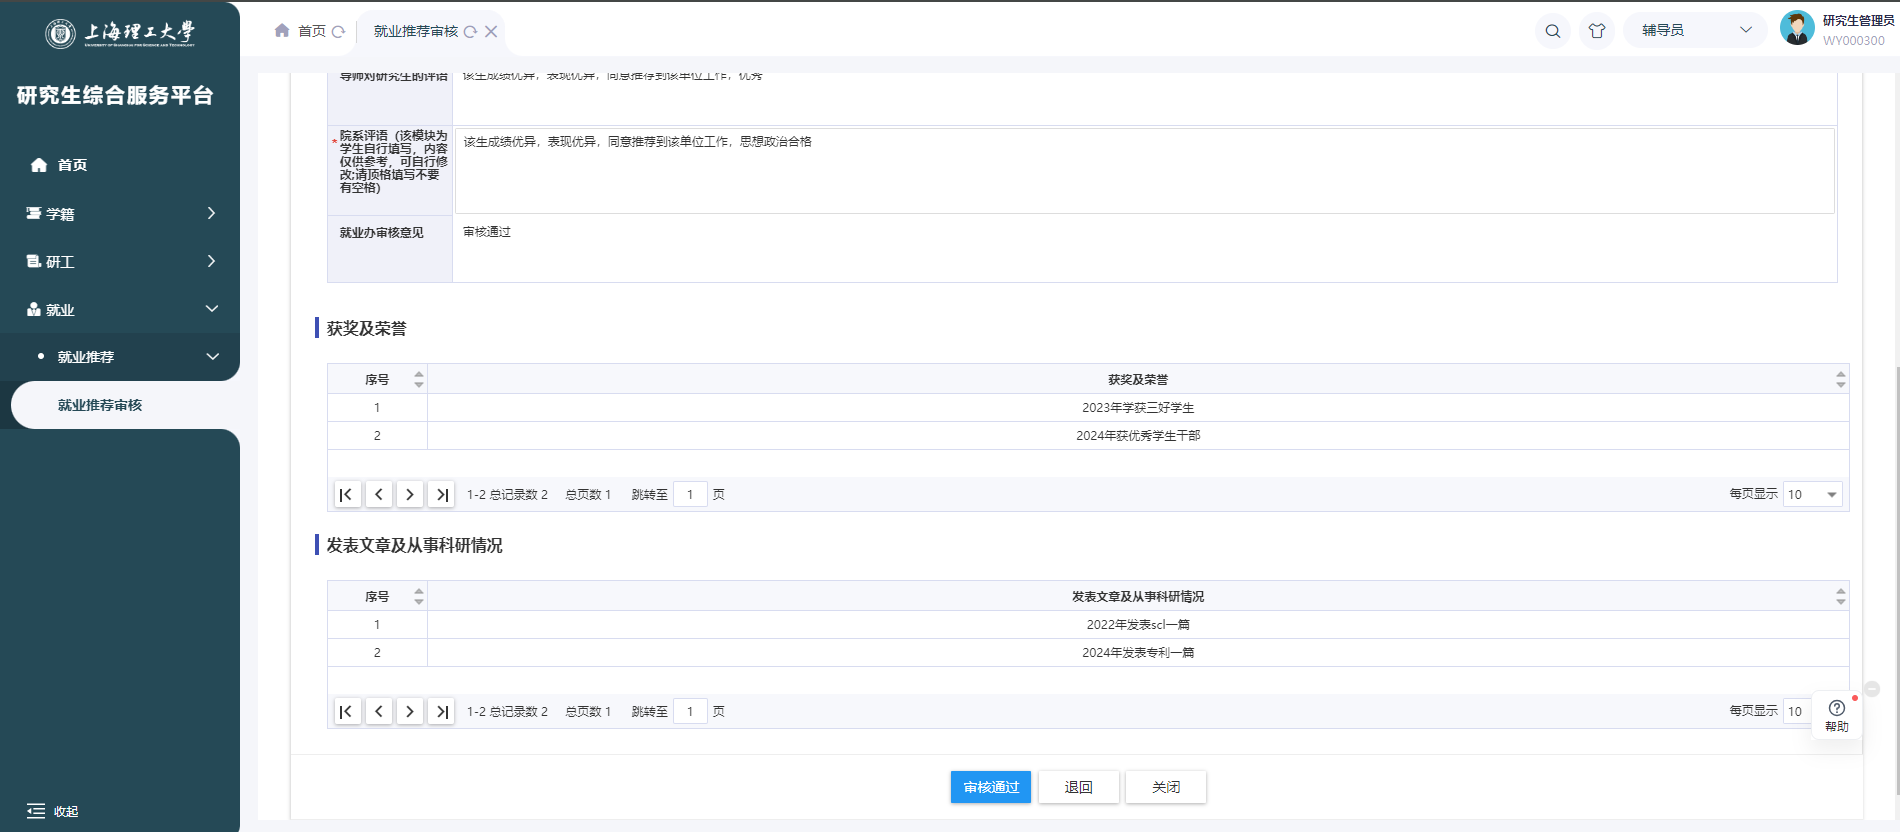 上海理工大学
UNIVERSITY OF SHANGHAI FOR SCIENCE AND TECHNOLOGY
研究生综合服务平台
首页
学籍
研工
就业
就业推荐
就业推荐审核
收起
首页
就业推荐审核
辅导员
研究生管理员
WY000300
导师对研究生的评语
该生成绩优异，表现优异，同意推荐到该单位工作，优秀
* 院系评语（该模块为
学生自行填写，内容
仅供参考，可自行修
改;请顶格填写不要
有空格)
该生成绩优异，表现优异，同意推荐到该单位工作，思想政治合格
就业办审核意见
审核通过
获奖及荣誉
序号 获奖及荣誉
1 2023年学获三好学生
2 2024年获优秀学生干部
1-2 总记录数 2 总页数 1 跳转至 1 页 每页显示 10
发表文章及从事科研情况
序号 发表文章及从事科研情况
1 2022年发表scl一篇
2 2024年发表专利一篇
1-2 总记录数 2 总页数 1 跳转至 1 页 每页显示 10
帮助
审核通过 退回 关闭